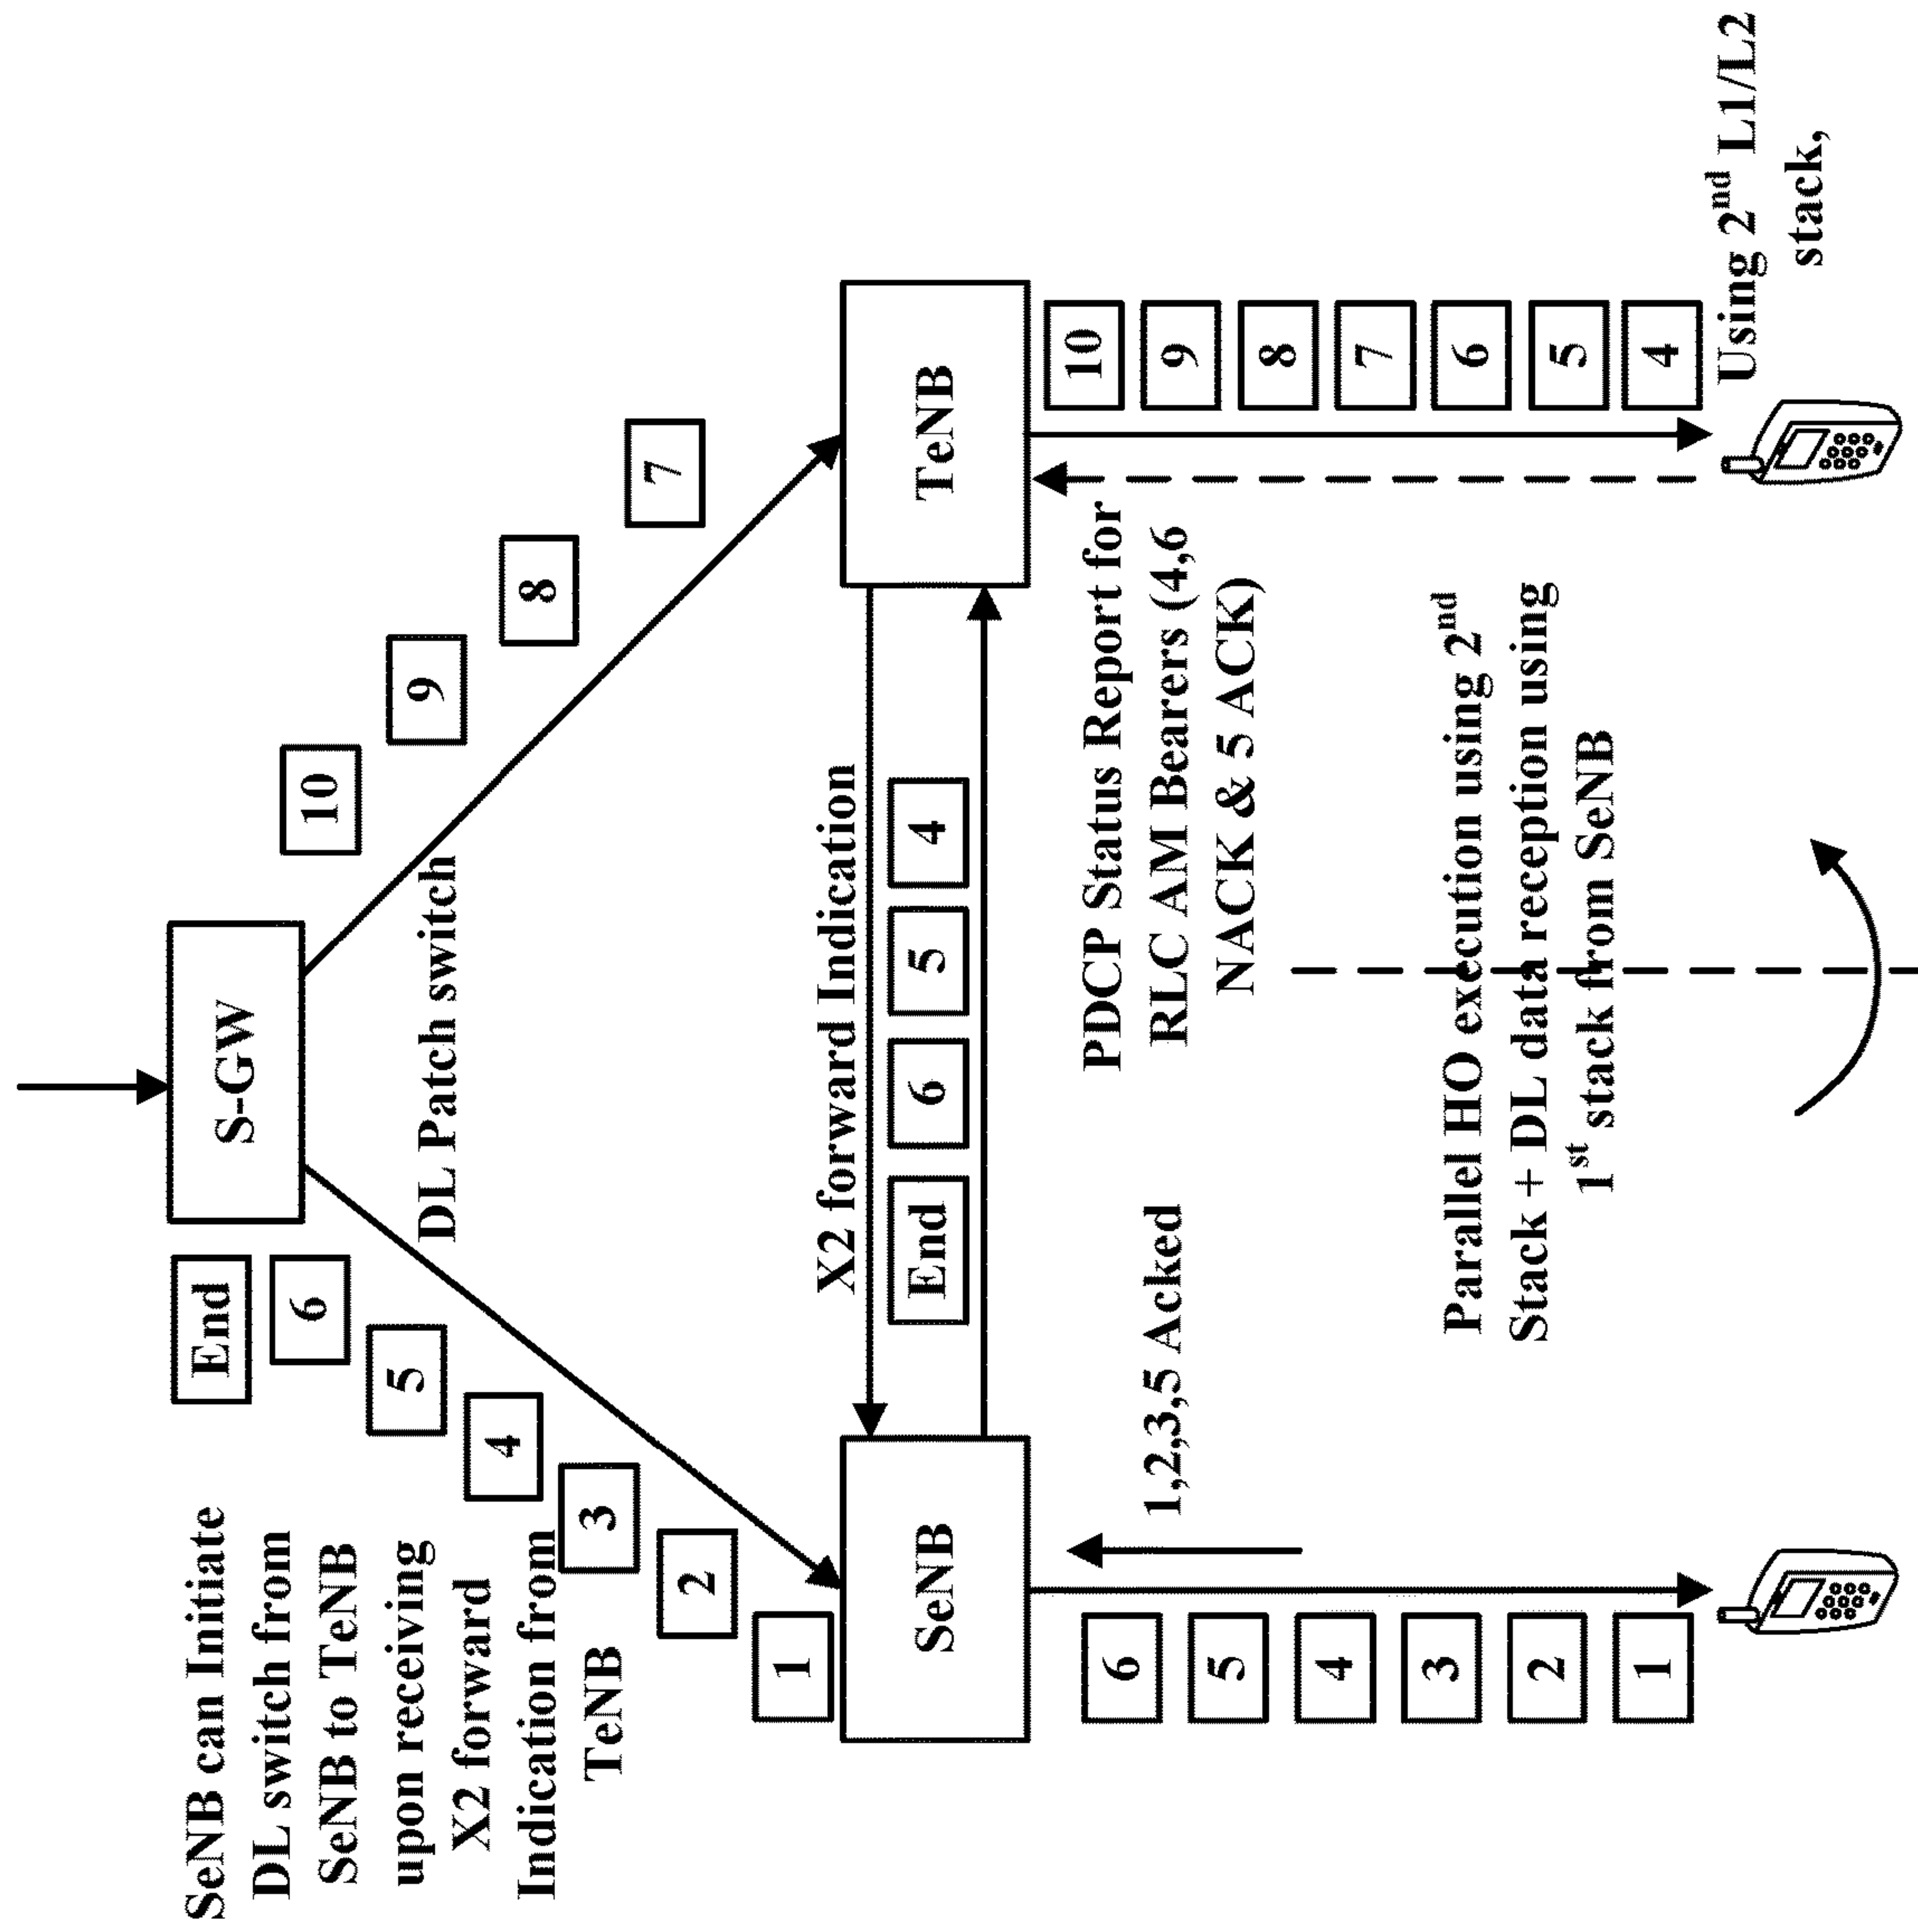 SeNB can Initiate
DL switch from
SeNB to TeNB
upon receiving
X2 forward
Indication from
TeNB
End
6
5
4
3
2
1
S-GW
DL Patch switch
10
9
8
7
X2 forward Indication
End 6 5 4
SeNB
TeNB
1,2,3,5 Acked
6
5
4
3
2
1
PDCP Status Report for
RLC AM Bearers (4,6
NACK & 5 ACK)
10
9
8
7
6
5
4
Parallel HO execution using 2nd
Stack + DL data reception using
1st stack from SeNB
Using 2nd L1/L2
stack,